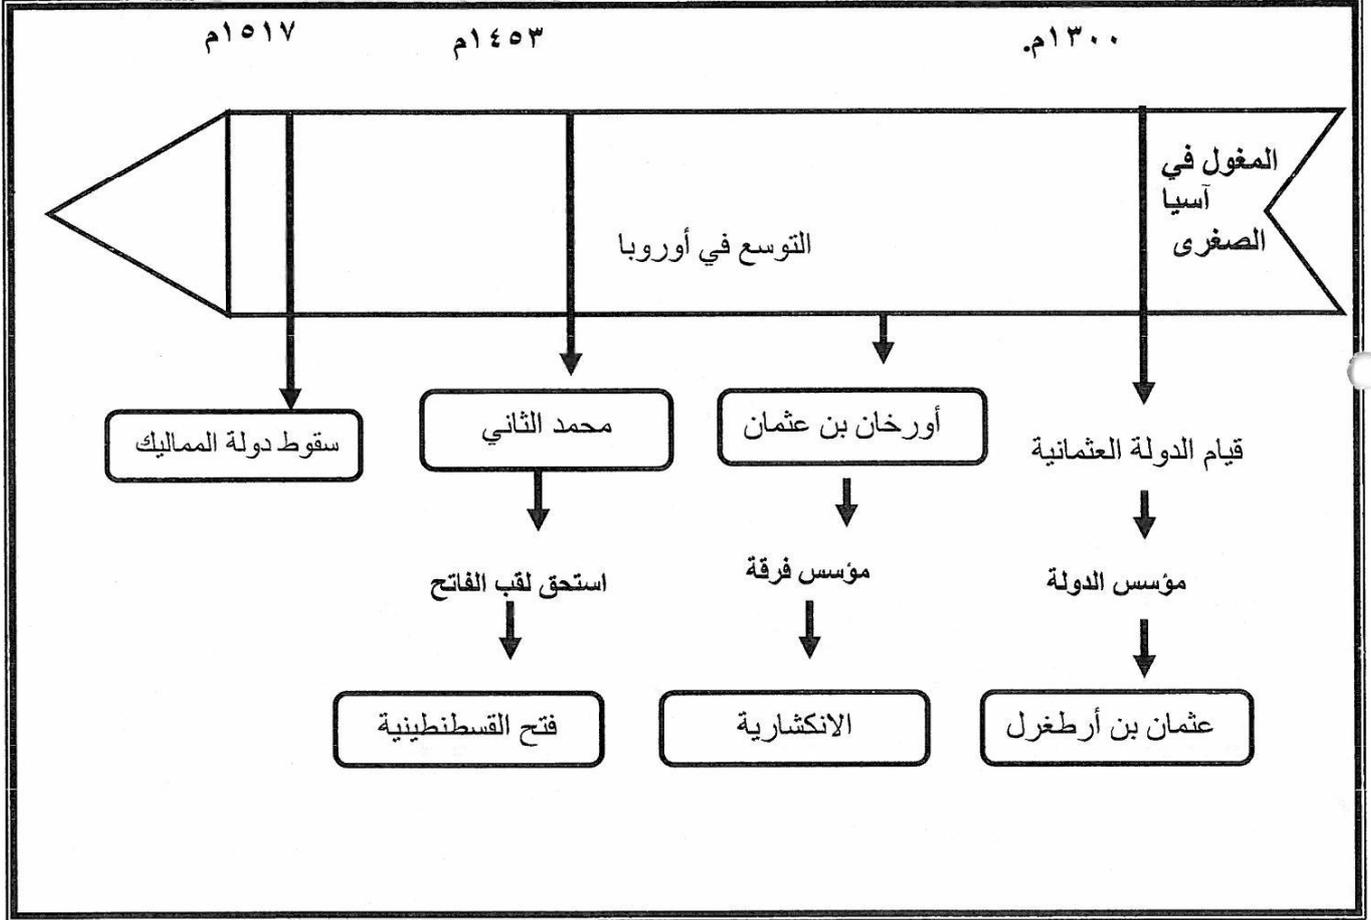 ١٣٠٠م.
١٤٥٣م
١٥١٧م
المغول في
آسيا
الصغرى
التوسع في أوروبا
قيام الدولة العثمانية
مؤسس الدولة
عثمان بن أرطغرل
أورخان بن عثمان
مؤسس فرقة
الانكشارية
محمد الثاني
استحق لقب الفاتح
فتح القسطنطينية
سقوط دولة المماليك